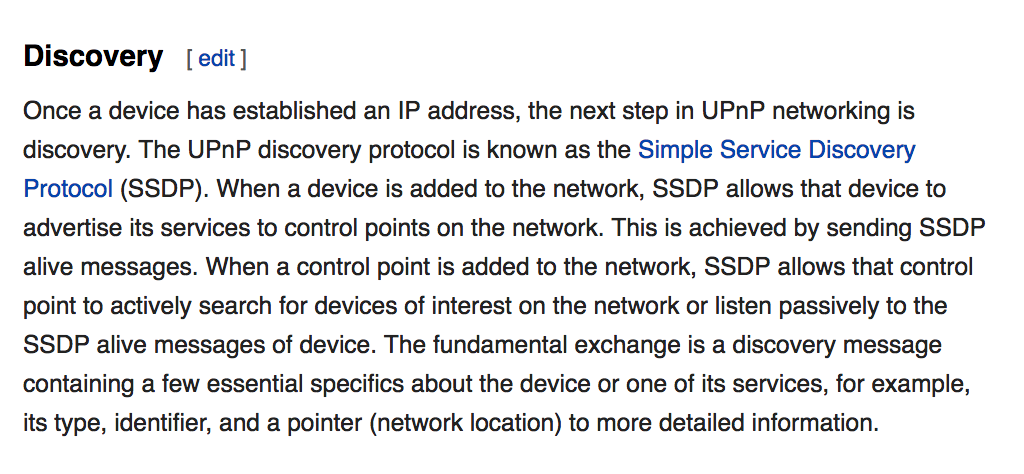 Discovery [ edit ]
Once a device has established an IP address, the next step in UPnP networking is
discovery. The UPnP discovery protocol is known as the Simple Service Discovery
Protocol (SSDP). When a device is added to the network, SSDP allows that device to
advertise its services to control points on the network. This is achieved by sending SSDP
alive messages. When a control point is added to the network, SSDP allows that control
point to actively search for devices of interest on the network or listen passively to the
SSDP alive messages of device. The fundamental exchange is a discovery message
containing a few essential specifics about the device or one of its services, for example,
its type, identifier, and a pointer (network location) to more detailed information.